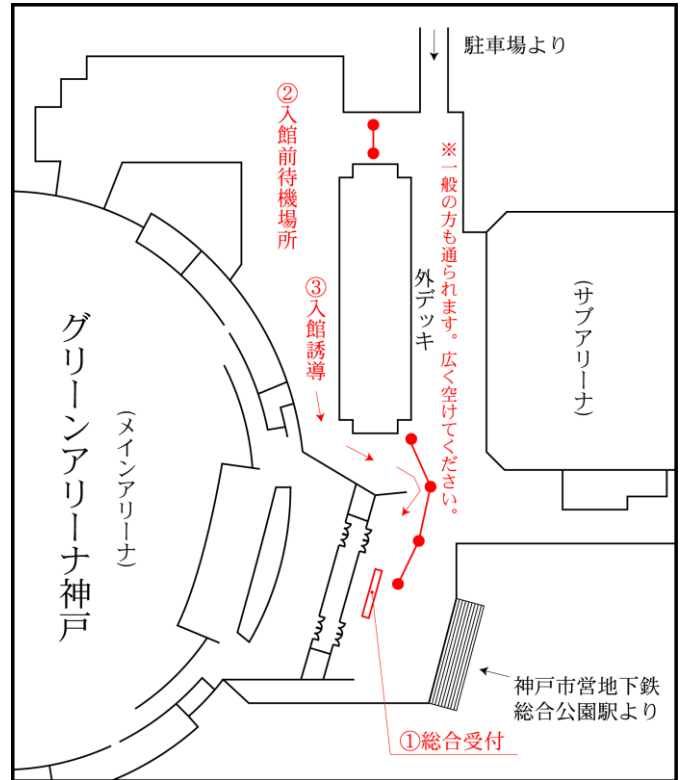 駐車場より
②入館前待機場所
※一般の方も通られます。広く空けてください。
外デッキ
③入館誘導
(サブアリーナ)
(メインアリーナ)
グリーンアリーナ神戸
神戸市営地下鉄
総合公園駅より
①総合受付